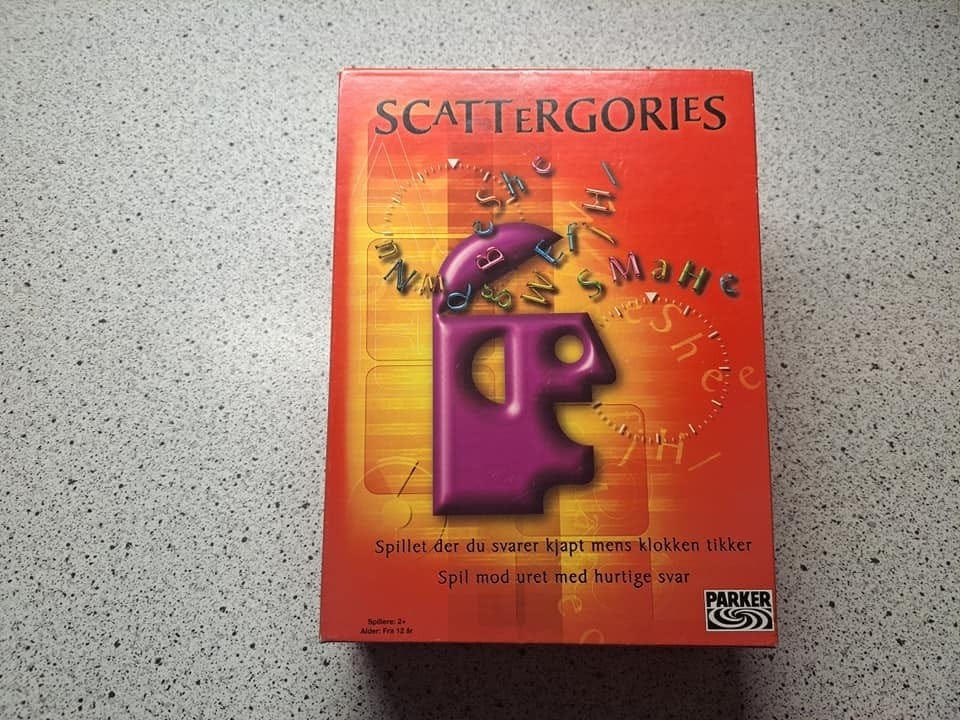 SCATTERGORIES
Spillet der du svarer kjapt mens klokken tikker
Spil mod uret med hurtige svar
Spillere: 2+
Alder: Fra 12 år
PARKER